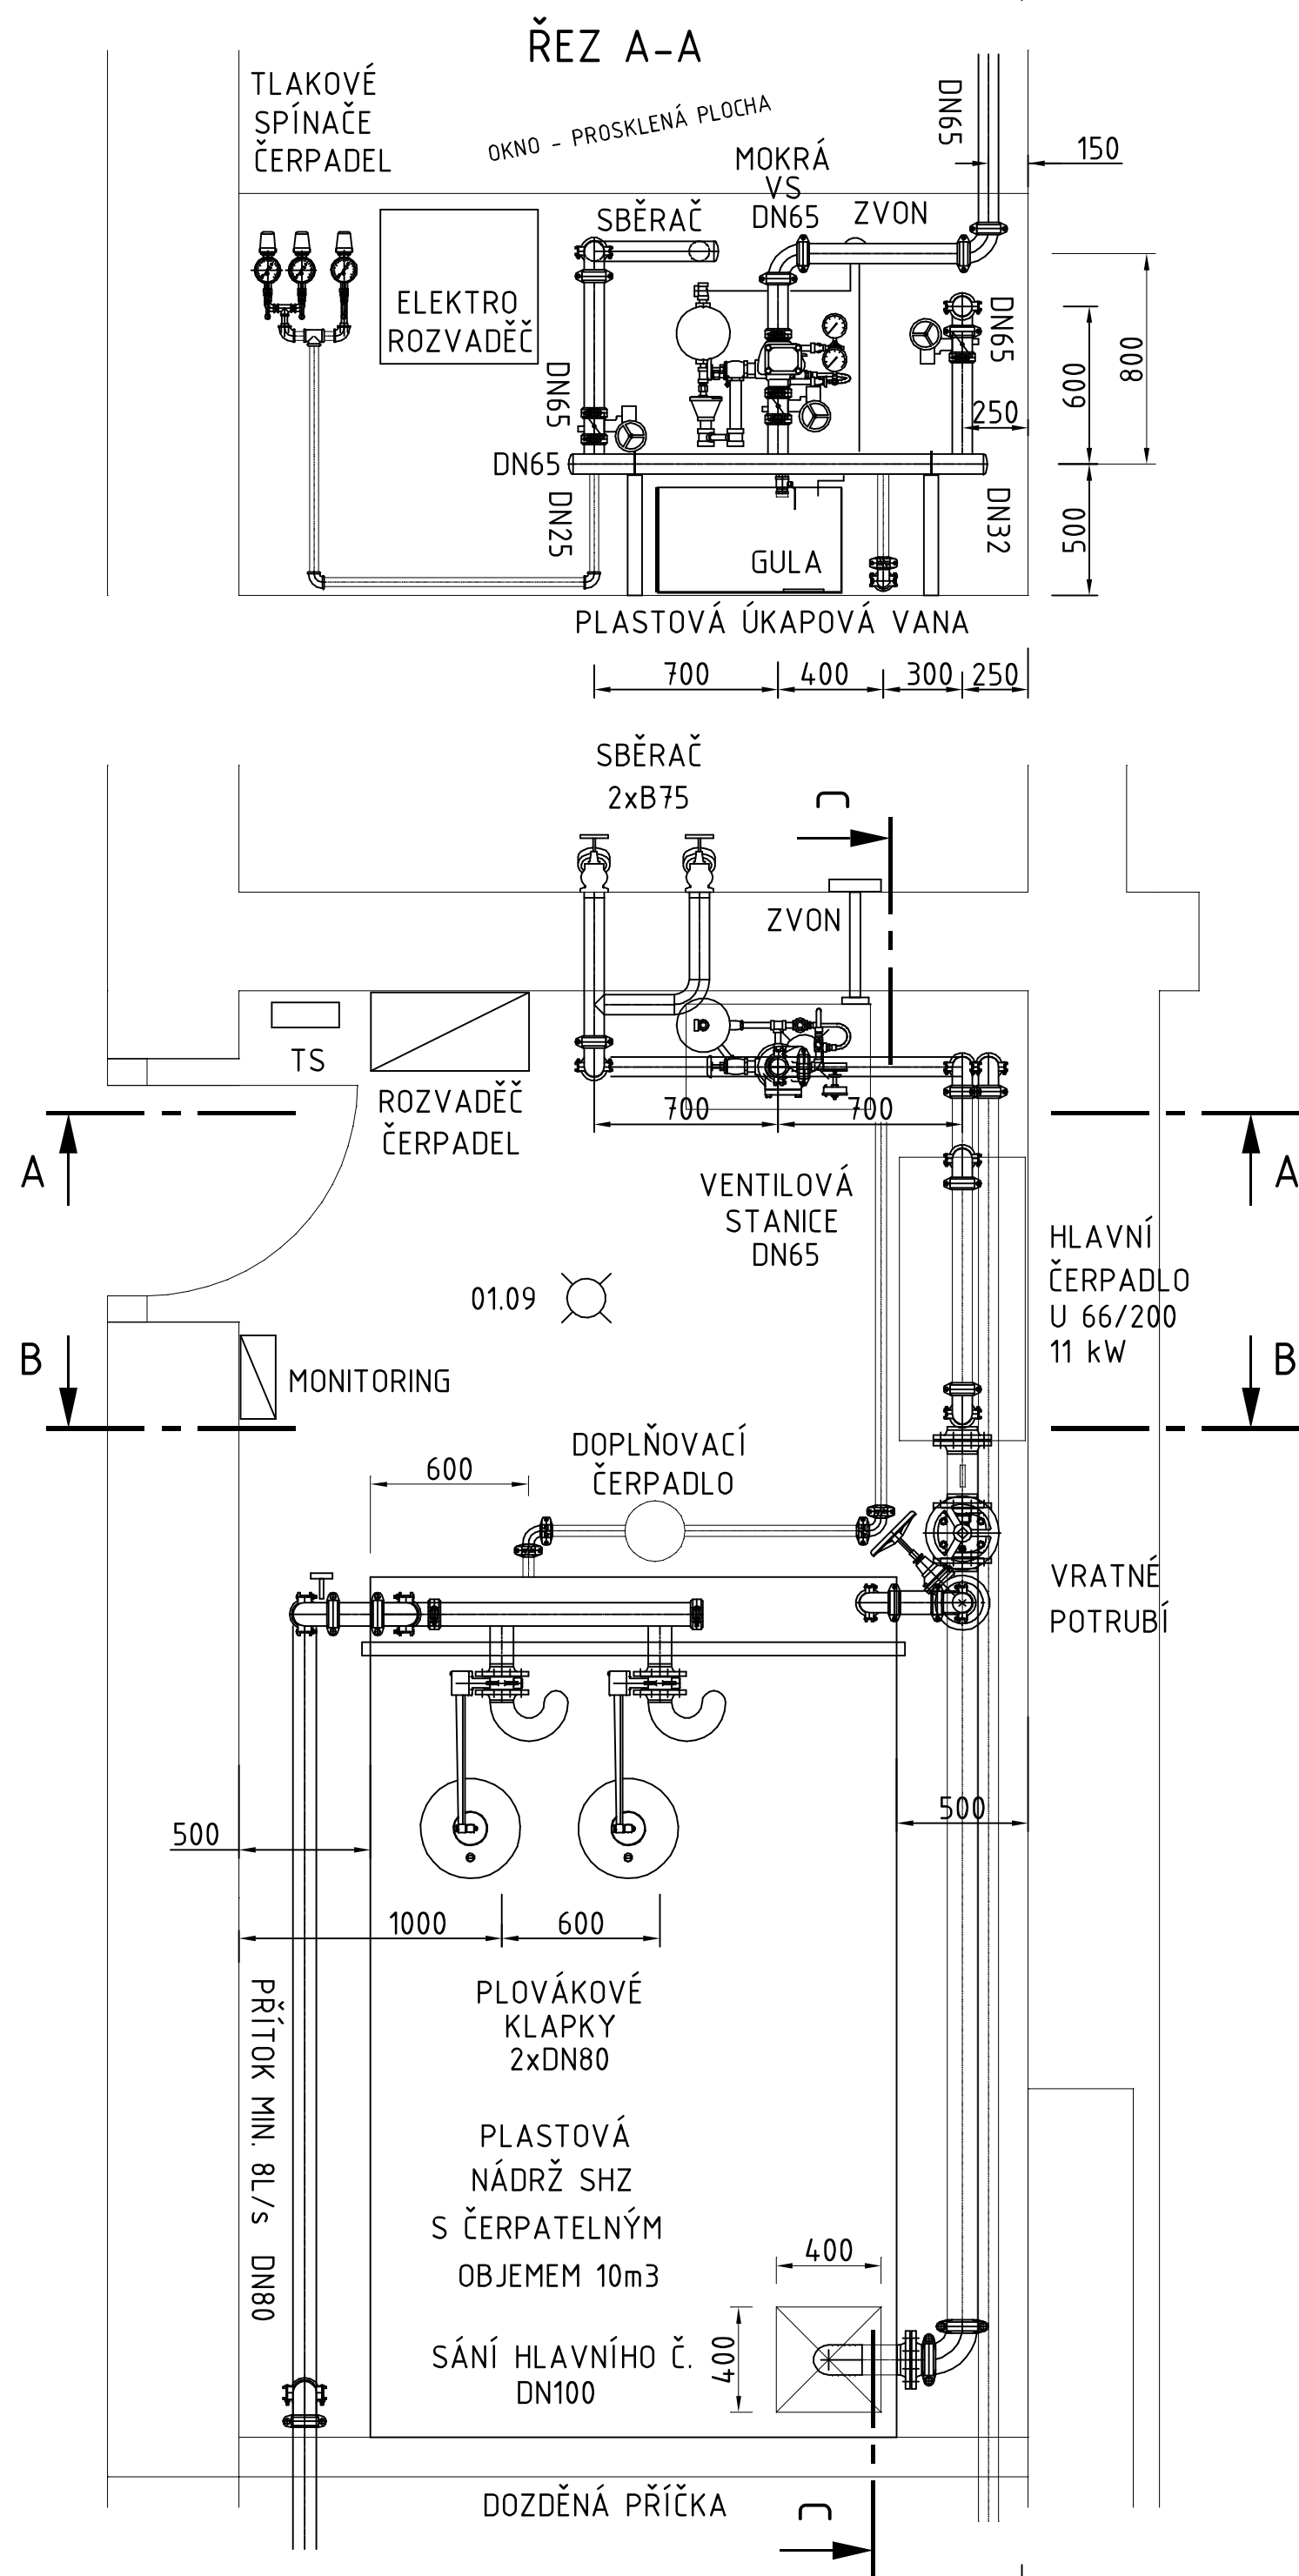 ŘEZ A-A
TLAKOVÉ
SPÍNAČE
ČERPADEL
OKNO - PROSKLENÁ PLOCHA
MOKRÁ
VS
DN65
ZVON
DN65
150
SBĚRAČ
ELEKTRO
ROZVADĚČ
DN65
DN65
250
600
800
DN65
DN25
GULA
DN32
500
PLASTOVÁ ÚKAPOVÁ VANA
700
400
300
250
SBĚRAČ
2xB75
C
ZVON
TS
ROZVADĚČ
ČERPADEL
700
700
A
A
VENTILOVÁ
STANICE
DN65
HLAVNÍ
ČERPADLO
U 66/200
11 kW
01.09
B
B
MONITORING
DOPLŇOVACÍ
ČERPADLO
600
VRATNÉ
POTRUBÍ
500
500
1000
600
PLOVÁKOVÉ
KLAPKY
2xDN80
PŘÍTOK MIN. 8L/s DN80
PLASTOVÁ
NÁDRŽ SHZ
S ČERPATELNÝM
OBJEMEM 10m3
400
400
SÁNÍ HLAVNÍHO Č.
DN100
DOZDĚNÁ PŘÍČKA
C